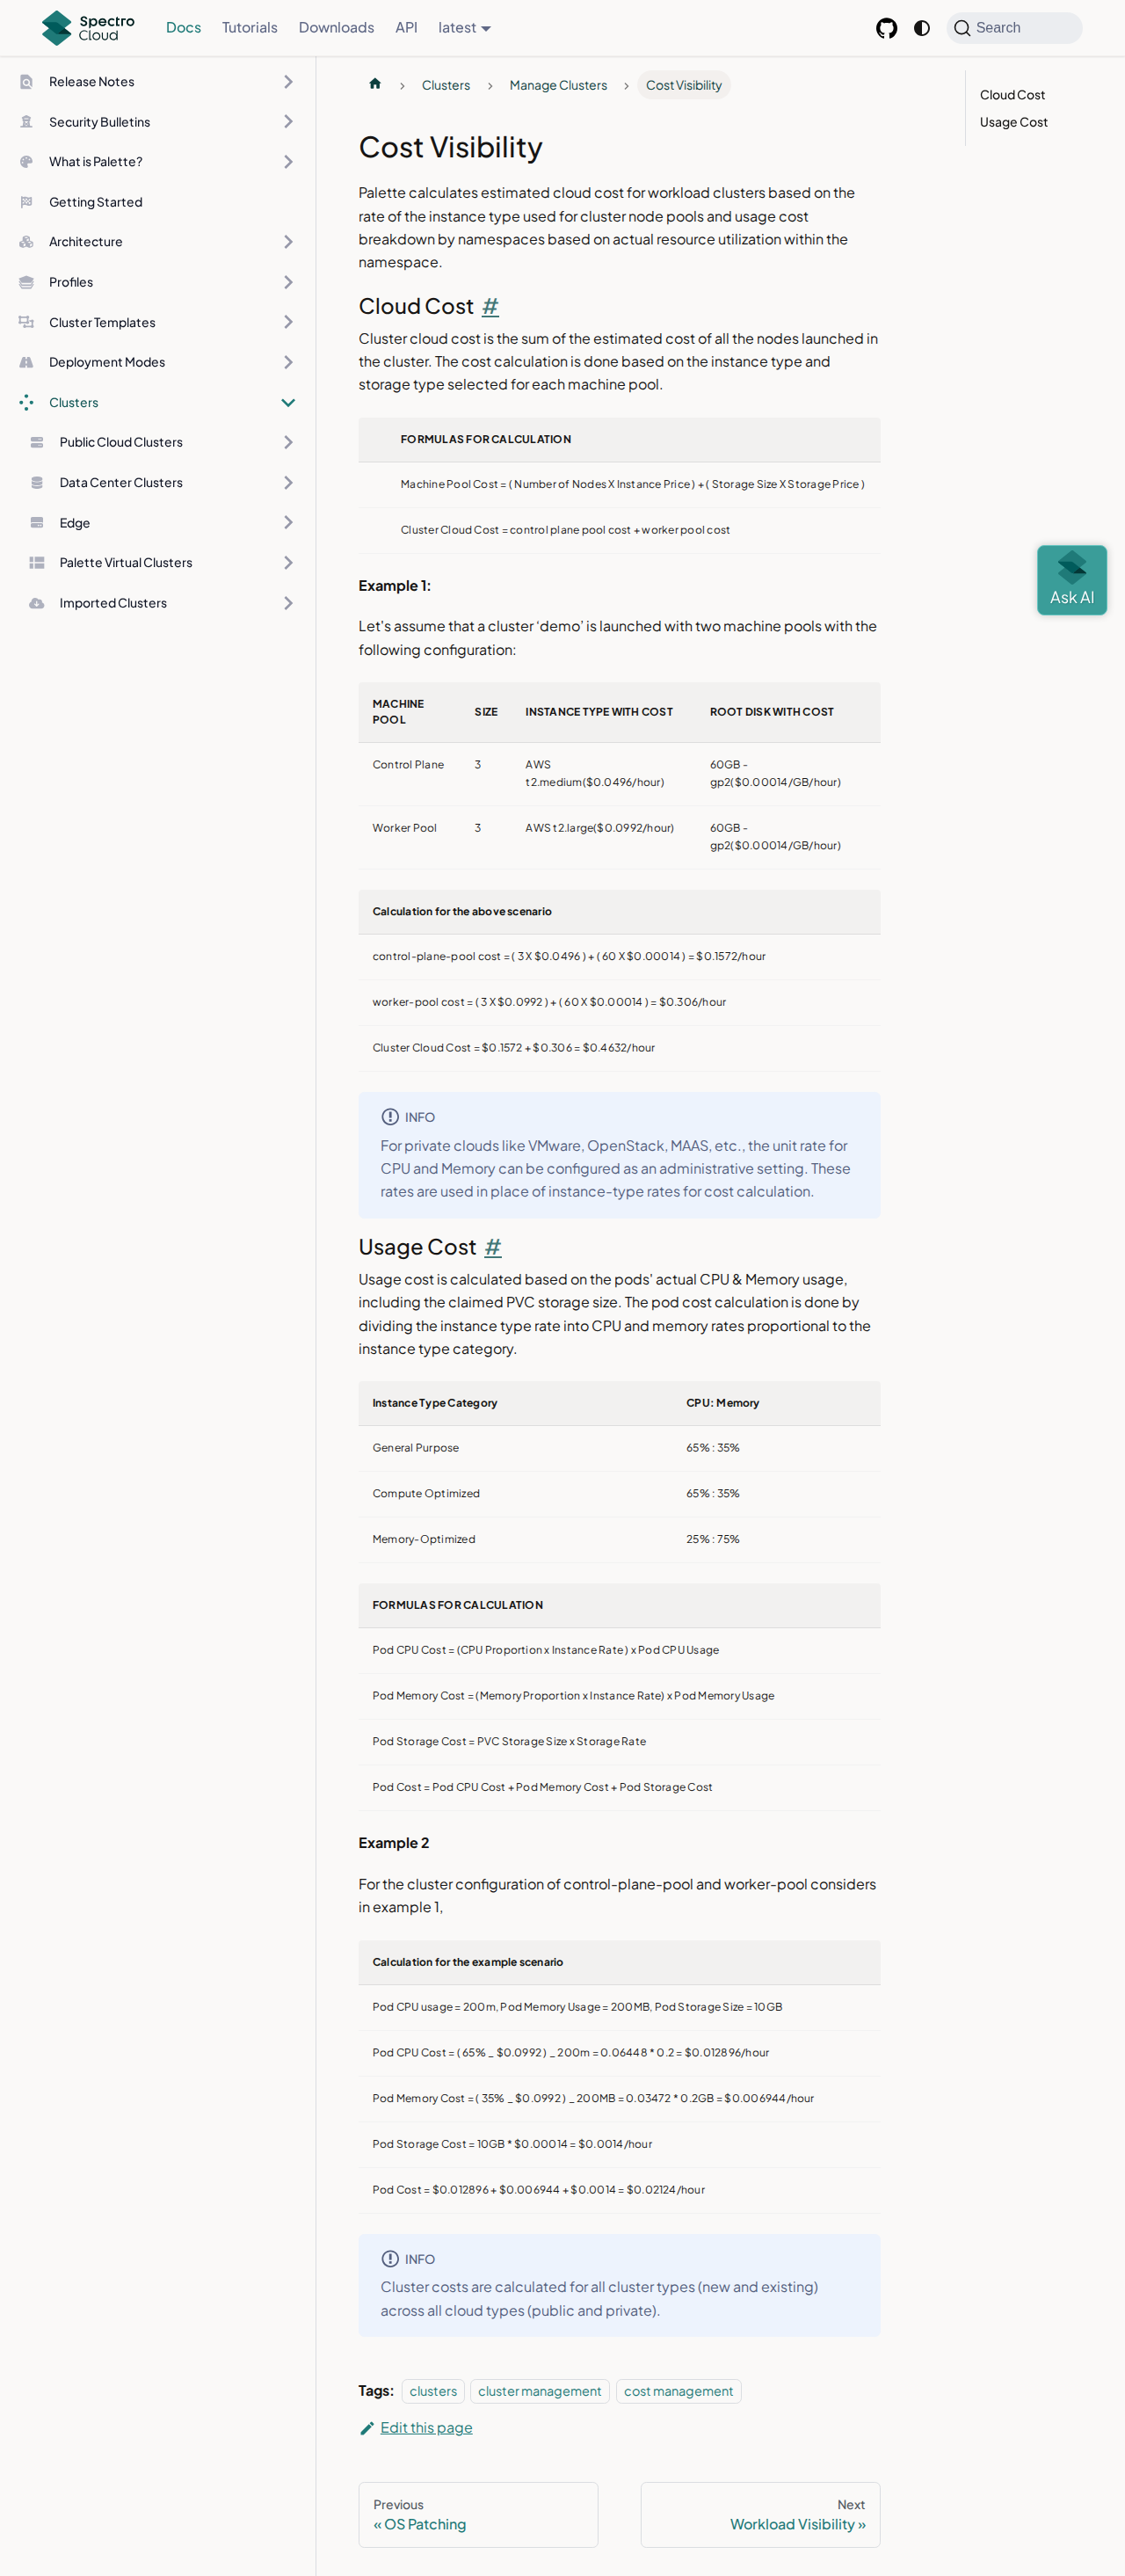 Spectro Cloud
Docs
Tutorials
Downloads
API
latest
Search
Release Notes
Security Bulletins
What is Palette?
Getting Started
Architecture
Profiles
Cluster Templates
Deployment Modes
Clusters
Public Cloud Clusters
Data Center Clusters
Edge
Palette Virtual Clusters
Imported Clusters
Clusters
Manage Clusters
Cost Visibility
Cost Visibility
Palette calculates estimated cloud cost for workload clusters based on the
rate of the instance type used for cluster node pools and usage cost
breakdown by namespaces based on actual resource utilization within the
namespace.
Cloud Cost #
Cluster cloud cost is the sum of the estimated cost of all the nodes launched in
the cluster. The cost calculation is done based on the instance type and
storage type selected for each machine pool.
FORMULAS FOR CALCULATION
Machine Pool Cost = ( Number of Nodes X Instance Price ) + ( Storage Size X Storage Price )
Cluster Cloud Cost = control plane pool cost + worker pool cost
Example 1:
Let's assume that a cluster ‘demo’ is launched with two machine pools with the
following configuration:
MACHINE POOL SIZE INSTANCE TYPE WITH COST ROOT DISK WITH COST
Control Plane 3 AWS t2.medium($0.0496/hour) 60GB - gp2($0.00014/GB/hour)
Worker Pool 3 AWS t2.large($0.0992/hour) 60GB - gp2($0.00014/GB/hour)
Calculation for the above scenario
control-plane-pool cost = ( 3 X $0.0496 ) + ( 60 X $0.00014 ) = $0.1572/hour
worker-pool cost = ( 3 X $0.0992 ) + ( 60 X $0.00014 ) = $0.306/hour
Cluster Cloud Cost = $0.1572 + $0.306 = $0.4632/hour
INFO
For private clouds like VMware, OpenStack, MAAS, etc., the unit rate for
CPU and Memory can be configured as an administrative setting. These
rates are used in place of instance-type rates for cost calculation.
Usage Cost #
Usage cost is calculated based on the pods' actual CPU & Memory usage,
including the claimed PVC storage size. The pod cost calculation is done by
dividing the instance type rate into CPU and memory rates proportional to the
instance type category.
Instance Type Category CPU: Memory
General Purpose 65% : 35%
Compute Optimized 65% : 35%
Memory-Optimized 25% : 75%
FORMULAS FOR CALCULATION
Pod CPU Cost = (CPU Proportion x Instance Rate ) x Pod CPU Usage
Pod Memory Cost = (Memory Proportion x Instance Rate) x Pod Memory Usage
Pod Storage Cost = PVC Storage Size x Storage Rate
Pod Cost = Pod CPU Cost + Pod Memory Cost + Pod Storage Cost
Example 2
For the cluster configuration of control-plane-pool and worker-pool considers
in example 1,
Calculation for the example scenario
Pod CPU usage = 200m, Pod Memory Usage = 200MB, Pod Storage Size = 10GB
Pod CPU Cost = ( 65% _ $0.0992 ) _ 200m = 0.06448 * 0.2 = $0.012896/hour
Pod Memory Cost = ( 35% _ $0.0992 ) _ 200MB = 0.03472 * 0.2GB = $0.006944/hour
Pod Storage Cost = 10GB * $0.00014 = $0.0014/hour
Pod Cost = $0.012896 + $0.006944 + $0.0014 = $0.02124/hour
INFO
Cluster costs are calculated for all cluster types (new and existing)
across all cloud types (public and private).
Tags: clusters cluster management cost management
Edit this page
Previous
« OS Patching
Next
Workload Visibility »
Cloud Cost
Usage Cost
Ask AI